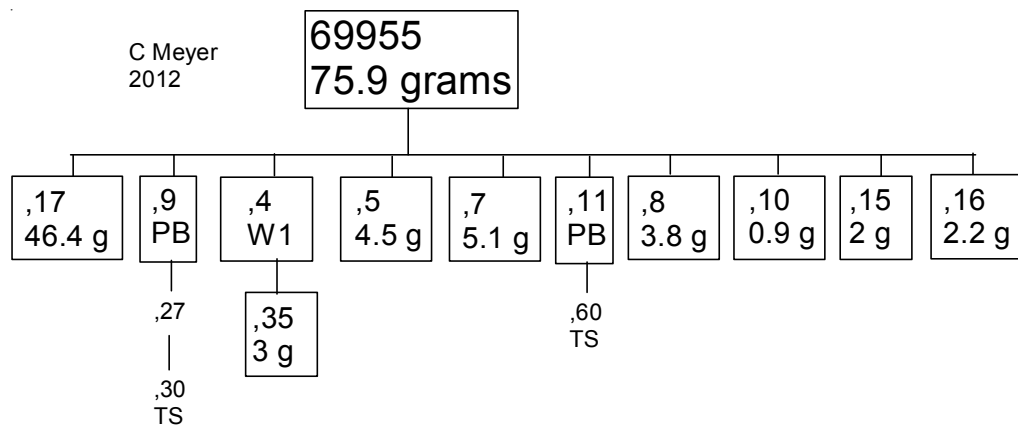 C Meyer
2012
69955
75.9 grams
,17
46.4 g
,9
PB
,4
W1
,5
4.5 g
,7
5.1 g
,11
PB
,8
3.8 g
,10
0.9 g
,15
2 g
,16
2.2 g
,27
,30
TS
,35
3 g
,60
TS